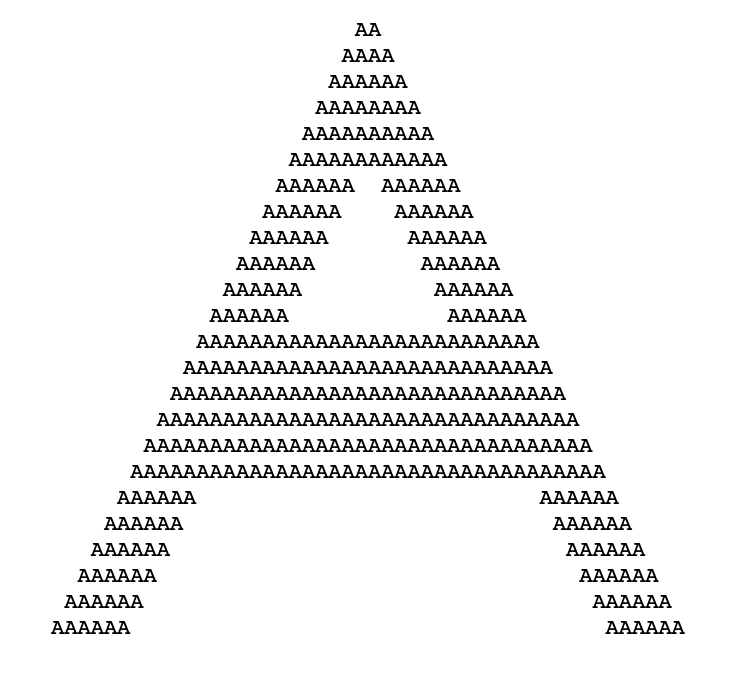 AA
                      AAAA
                     AAAAAA
                    AAAAAAAA
                   AAAAAAAAAA
                  AAAAAAAAAAAA
                 AAAAAA  AAAAAA
                AAAAAA    AAAAAA
               AAAAAA      AAAAAA
              AAAAAA        AAAAAA
             AAAAAA          AAAAAA
            AAAAAA            AAAAAA
           AAAAAAAAAAAAAAAAAAAAAAAAAA
          AAAAAAAAAAAAAAAAAAAAAAAAAAAA
         AAAAAAAAAAAAAAAAAAAAAAAAAAAAAA
        AAAAAAAAAAAAAAAAAAAAAAAAAAAAAAAA
       AAAAAAAAAAAAAAAAAAAAAAAAAAAAAAAAAA
      AAAAAAAAAAAAAAAAAAAAAAAAAAAAAAAAAAAA
     AAAAAA                          AAAAAA
    AAAAAA                            AAAAAA
   AAAAAA                              AAAAAA
  AAAAAA                                AAAAAA
 AAAAAA                                  AAAAAA
AAAAAA                                    AAAAAA